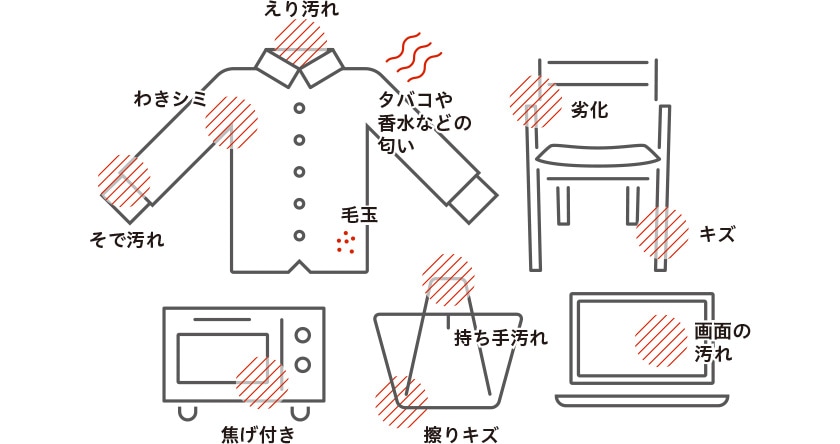 えり汚れ
わきシミ
タバコや
香水などの
匂い
劣化
毛玉
そで汚れ
キズ
持ち手汚れ
画面の
汚れ
焦げ付き
擦りキズ